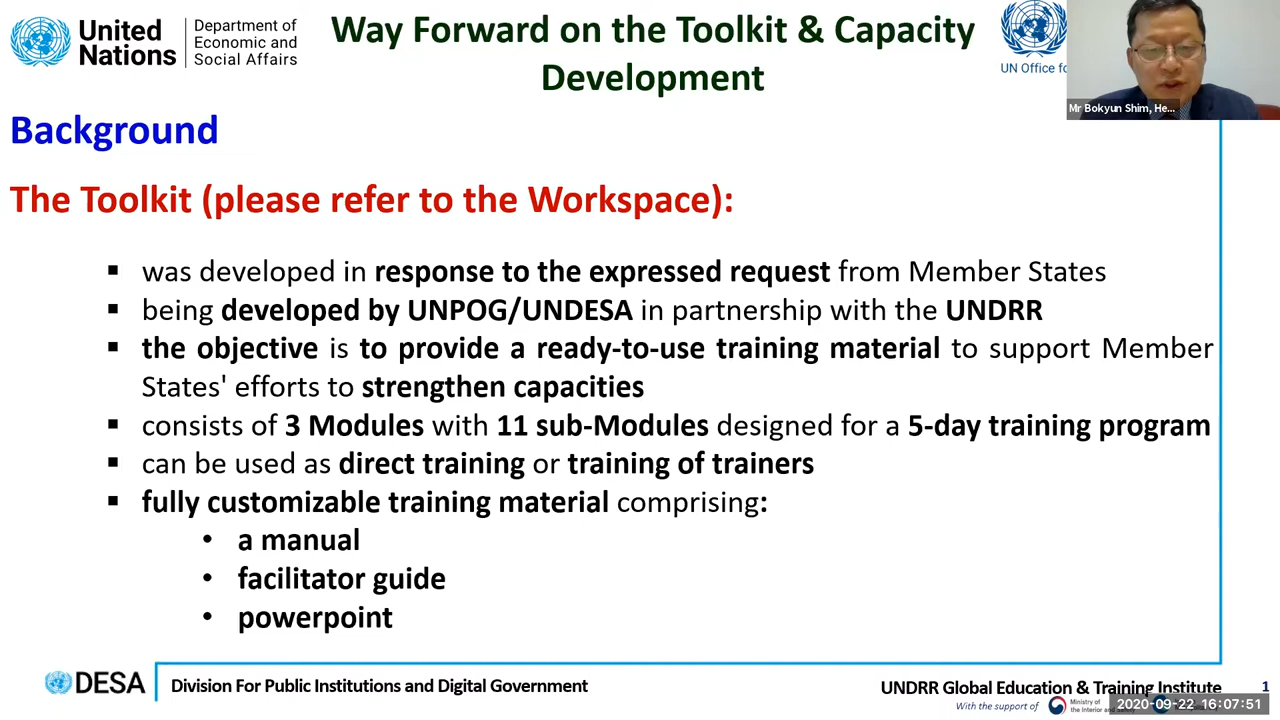 United
Nations
Department of
Economic and
Social Affairs
Way Forward on the Toolkit & Capacity
Development
UN Office fo
Mr Bokyun Shim, He...
Background
The Toolkit (please refer to the Workspace):
▪ was developed in response to the expressed request from Member States
▪ being developed by UNPOG/UNDESA in partnership with the UNDRR
▪ the objective is to provide a ready-to-use training material to support Member
States' efforts to strengthen capacities
▪ consists of 3 Modules with 11 sub-Modules designed for a 5-day training program
▪ can be used as direct training or training of trainers
▪ fully customizable training material comprising:
• a manual
• facilitator guide
• powerpoint
DESA
Division For Public Institutions and Digital Government
UNDRR Global Education & Training Institute
1
With the support of
Ministry of
the Interior and Safety
2020-09-22 16:07:51